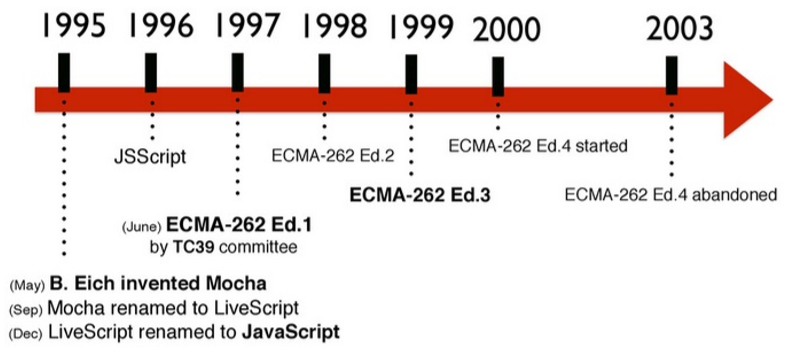 1995 1996 1997 1998 1999 2000 2003
JSScript
ECMA-262 Ed.2
ECMA-262 Ed.4 started
ECMA-262 Ed.3
ECMA-262 Ed.4 abandoned
(June) ECMA-262 Ed.1
by TC39 committee
(May) B. Eich invented Mocha
(Sep) Mocha renamed to LiveScript
(Dec) LiveScript renamed to JavaScript